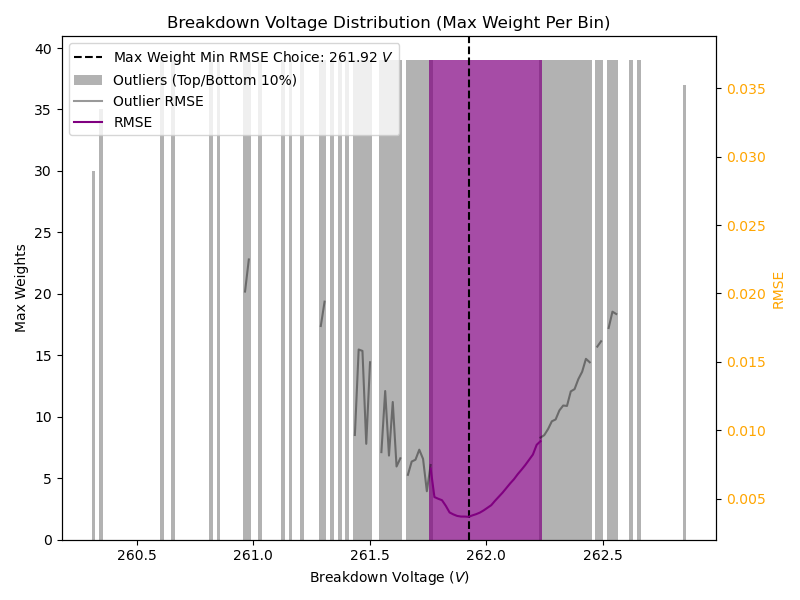 Breakdown Voltage Distribution (Max Weight Per Bin)
Max Weight Min RMSE Choice: 261.92 V
Outliers (Top/Bottom 10%)
Outlier RMSE
RMSE
40
35
30
25
20
15
10
5
0
Max Weights
0.035
0.030
0.025
0.020
0.015
0.010
0.005
RMSE
260.5 261.0 261.5 262.0 262.5
Breakdown Voltage (V)